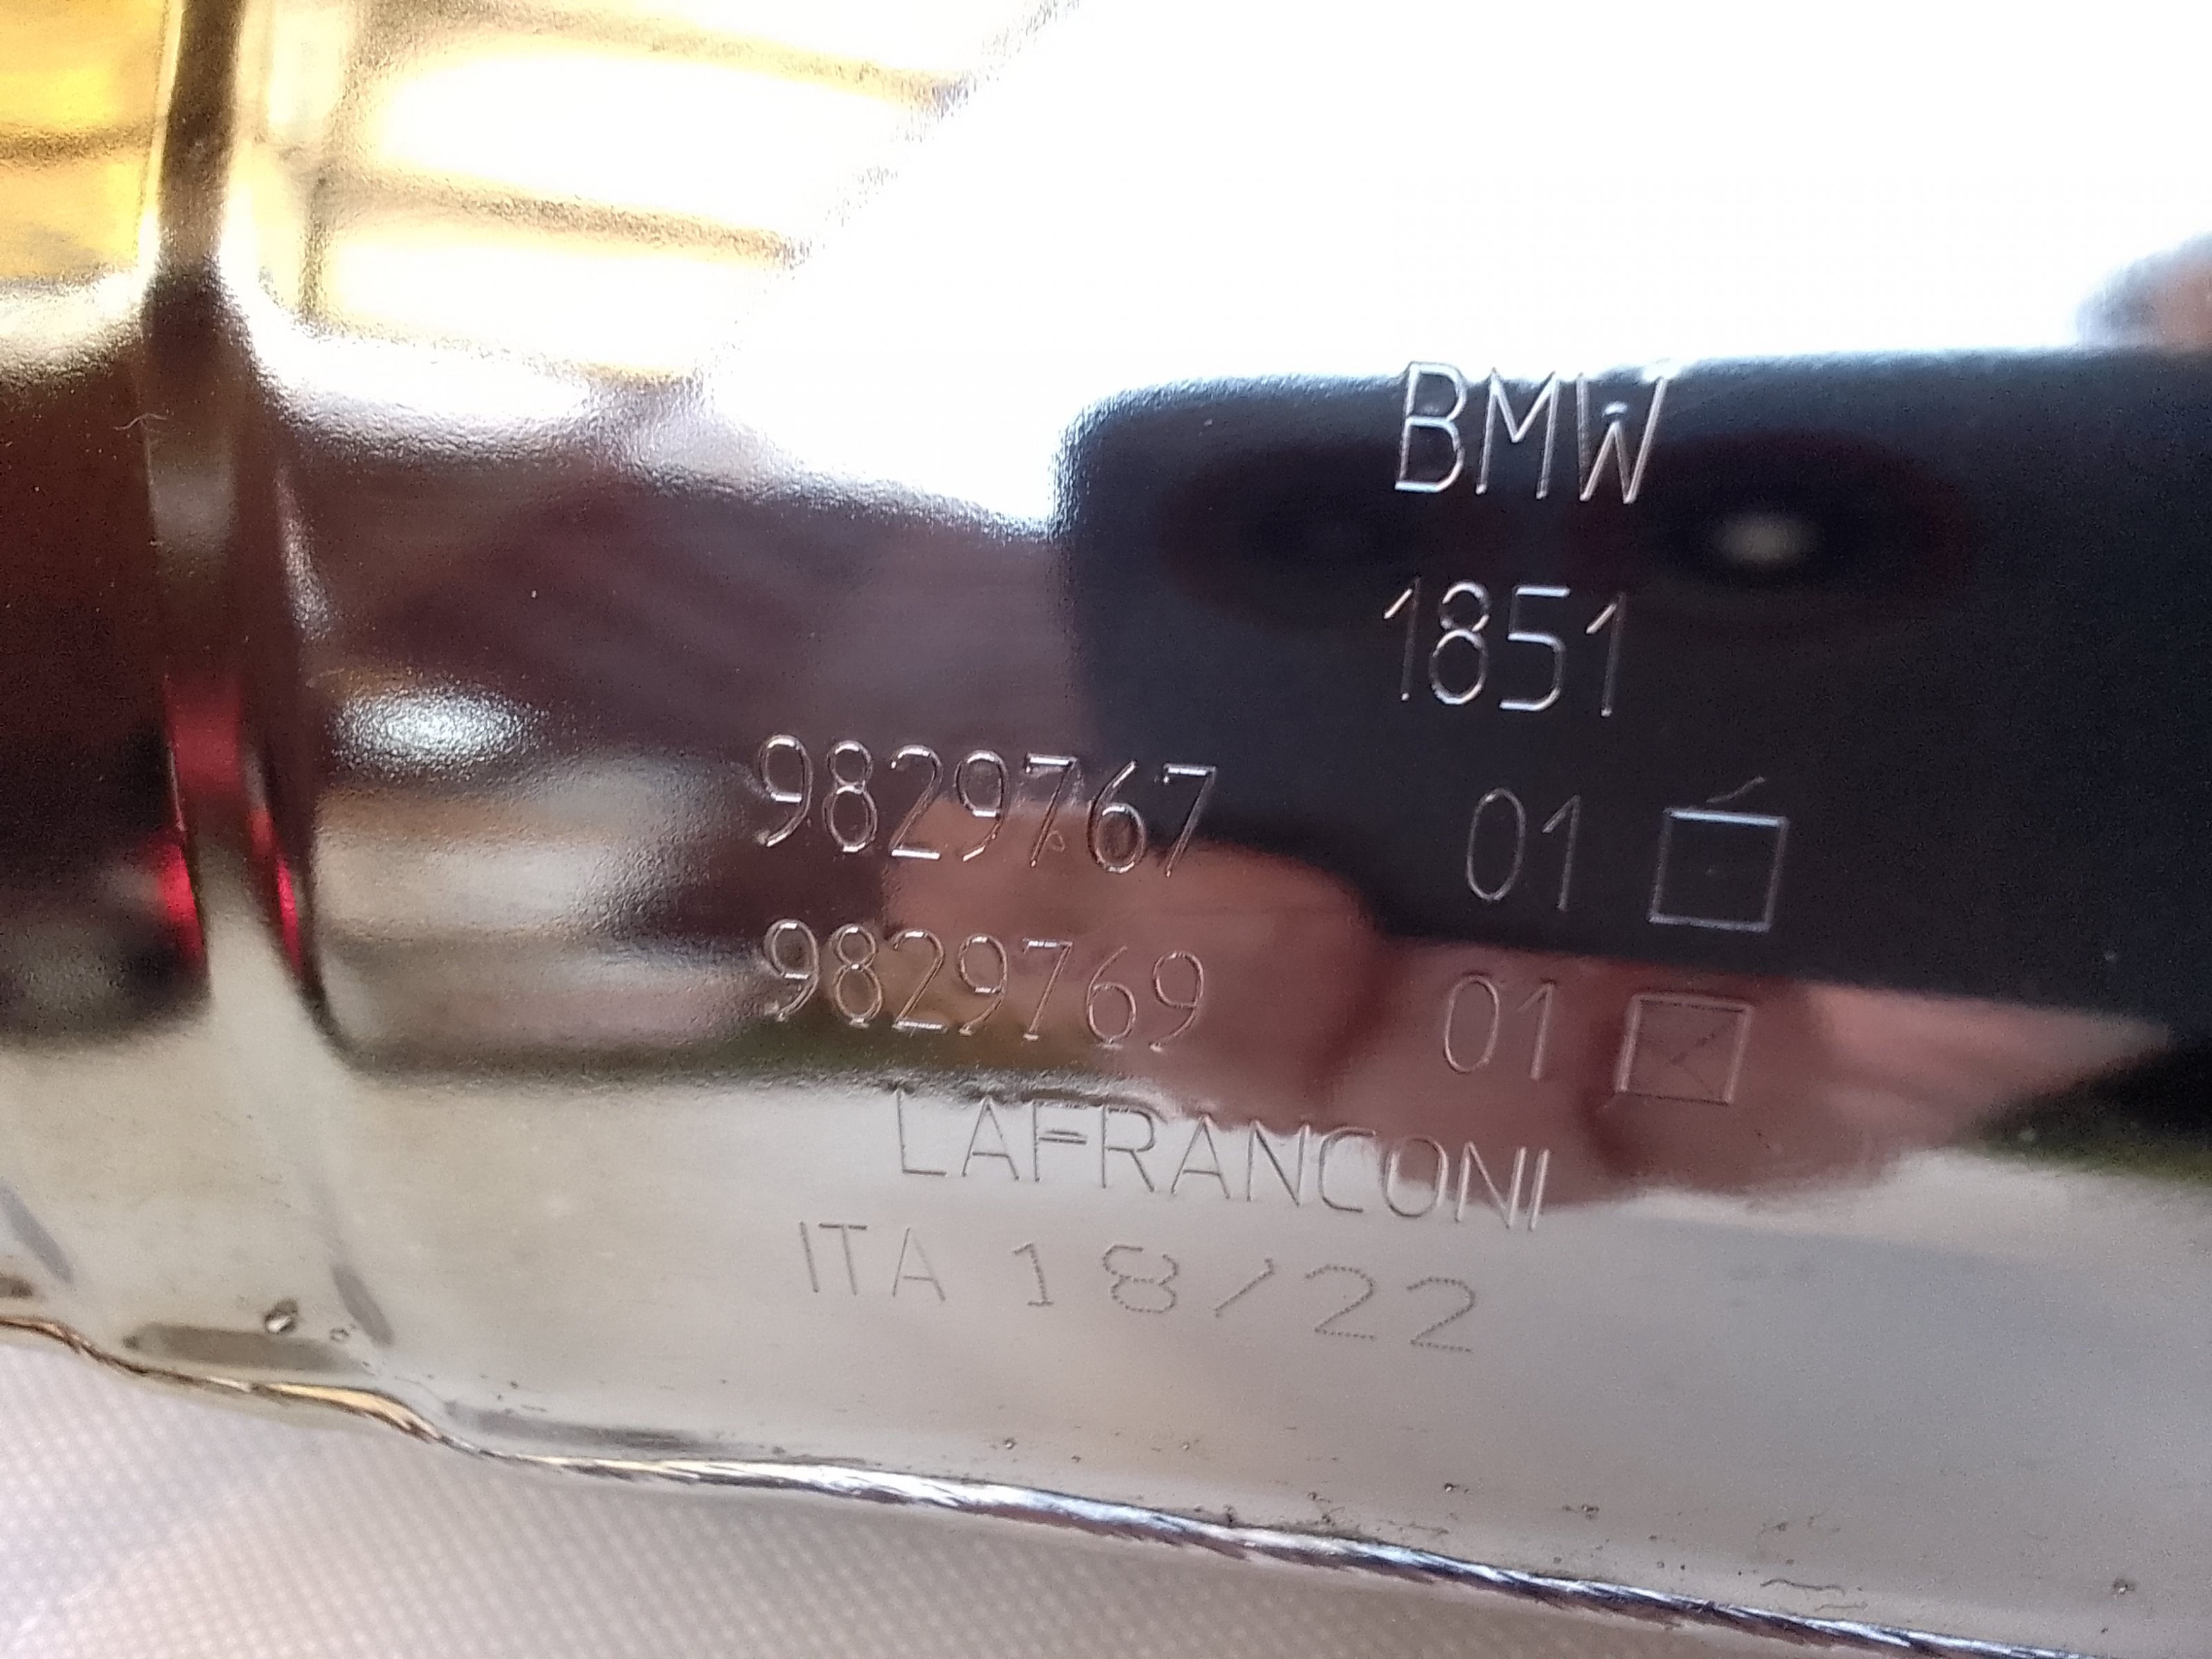 BMW
1851
9829767 01 □
9829769 01 ☑
LAFRANCONI
ITA 18/22